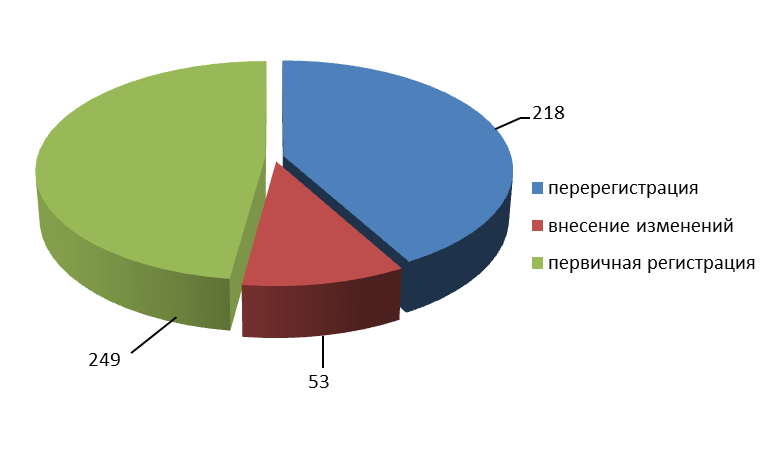 218
перерегистрация
внесение изменений
первичная регистрация
249
53